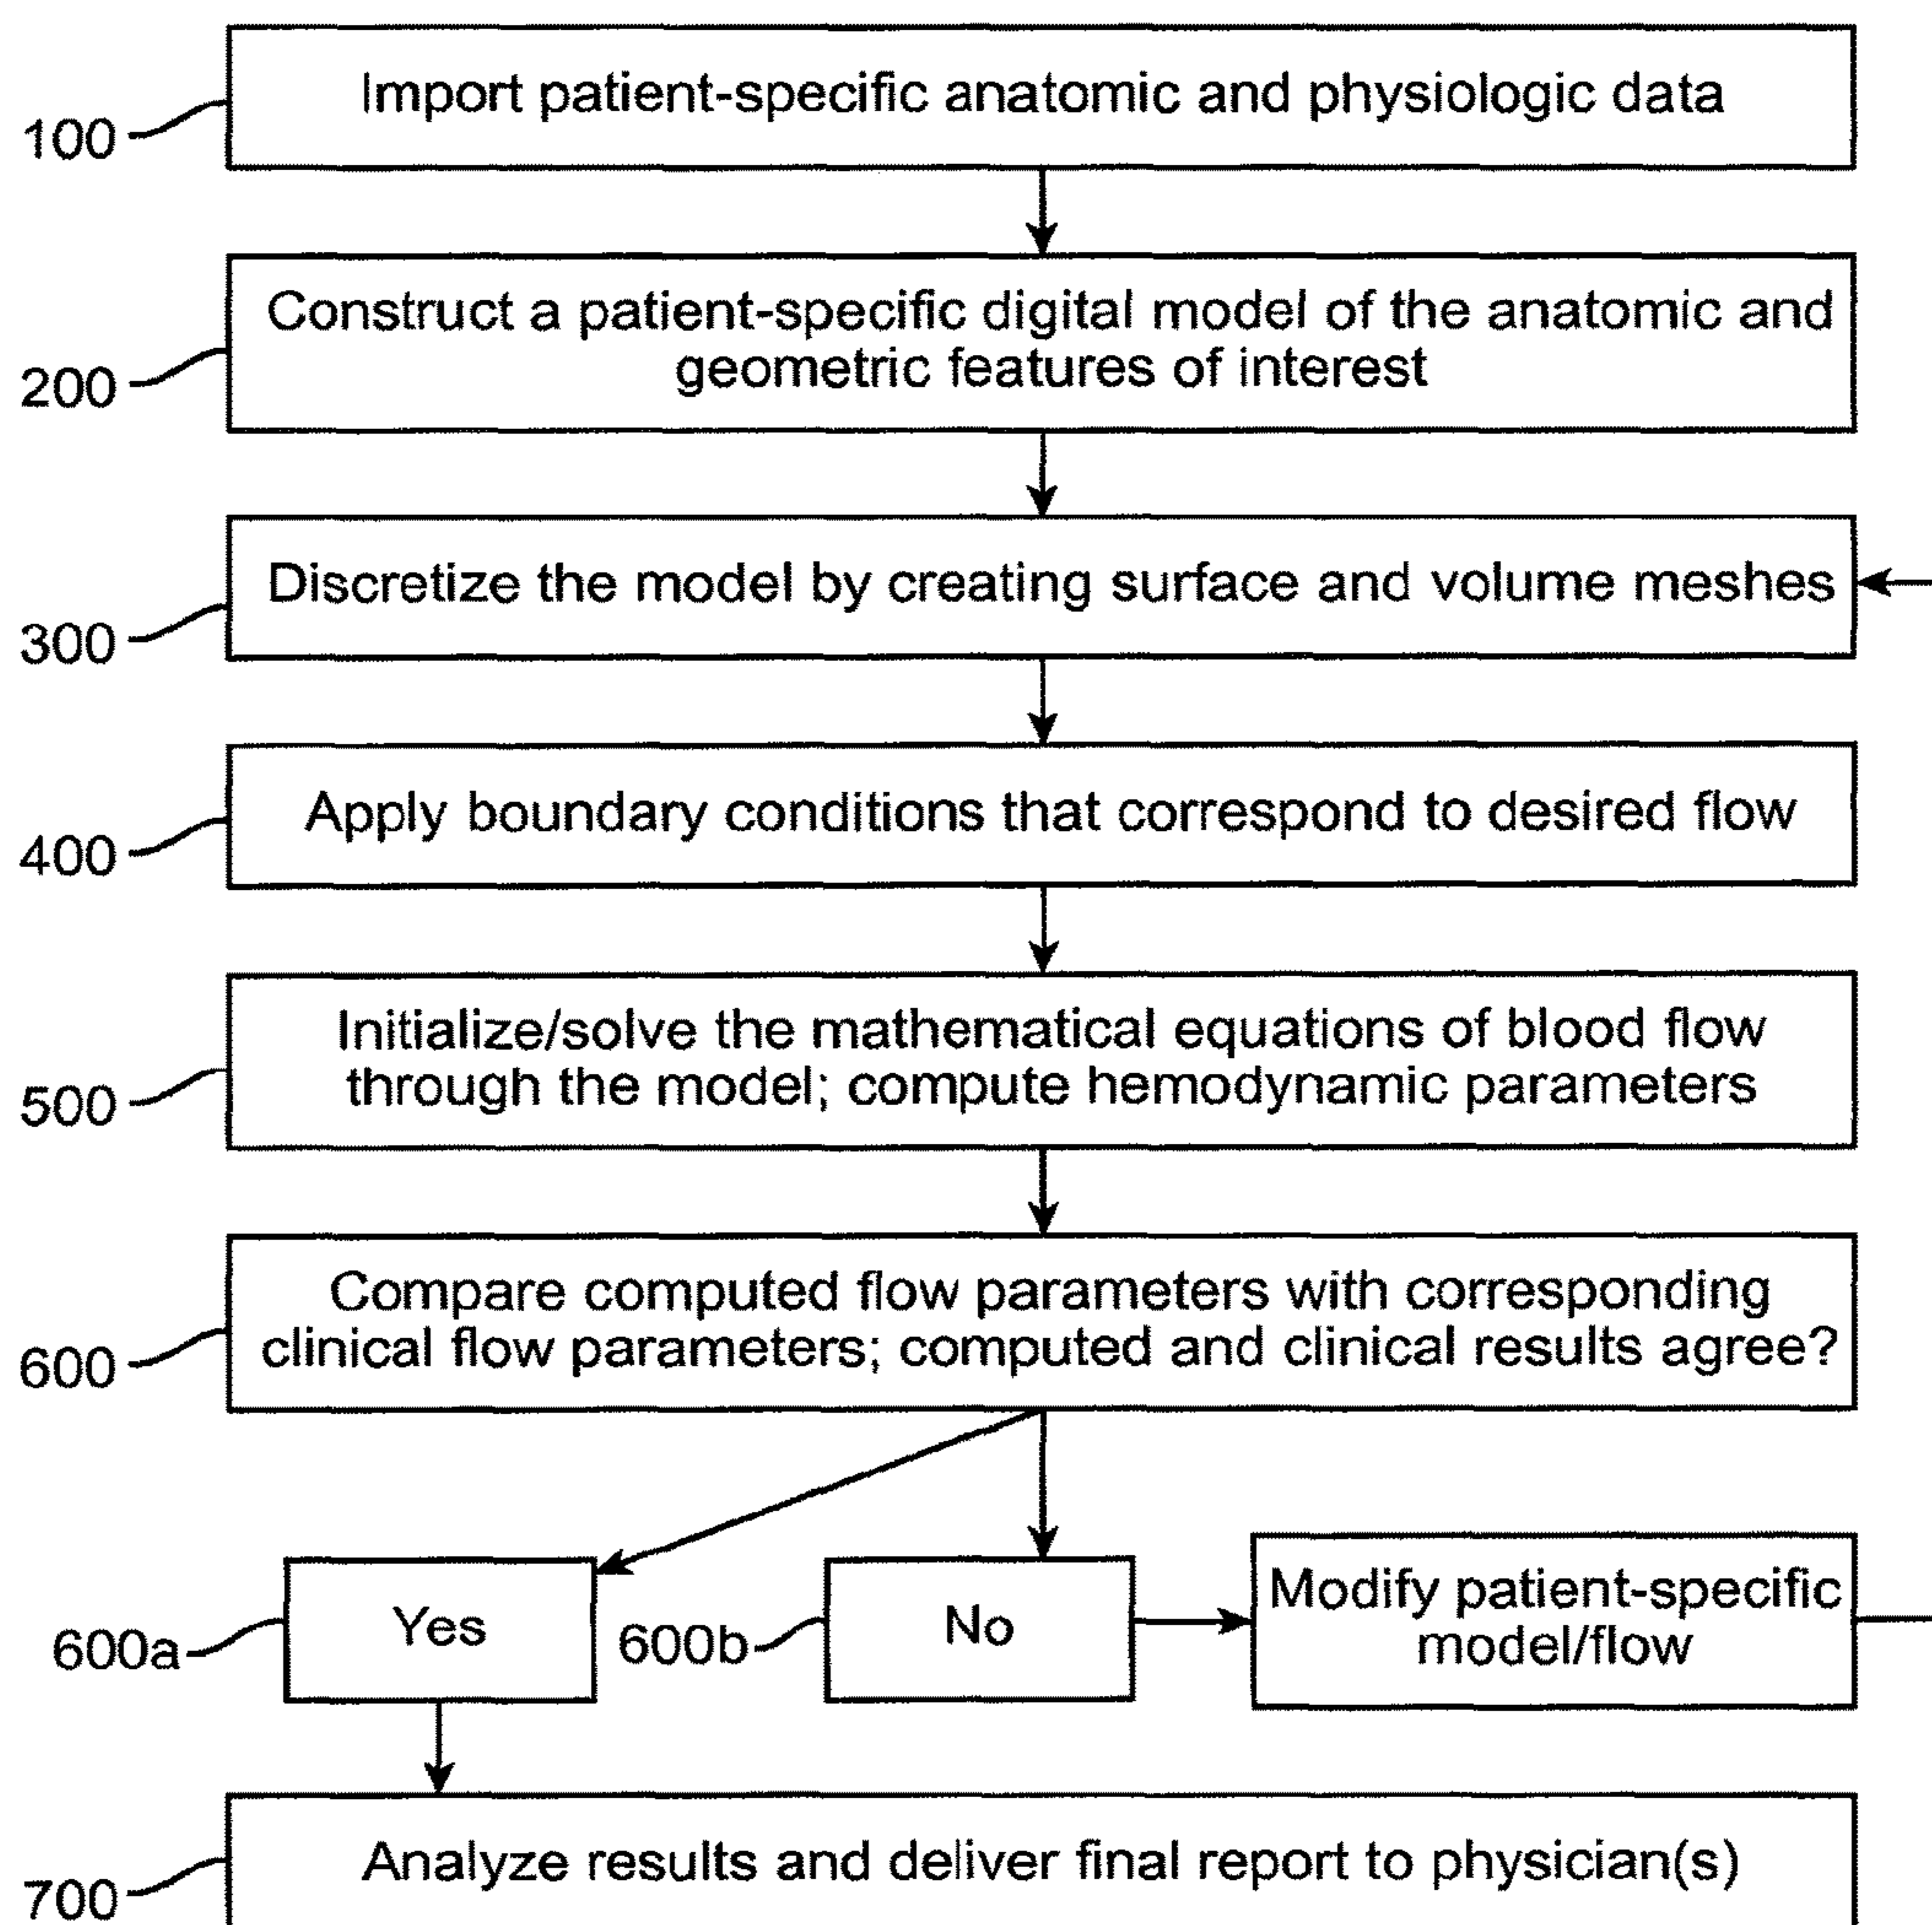 Import patient-specific anatomic and physiologic data
100
Construct a patient-specific digital model of the anatomic and
geometric features of interest
200
Discretize the model by creating surface and volume meshes
300
Apply boundary conditions that correspond to desired flow
400
Initialize/solve the mathematical equations of blood flow
through the model; compute hemodynamic parameters
500
Compare computed flow parameters with corresponding
clinical flow parameters; computed and clinical results agree?
600
Yes
600a
No
600b
Modify patient-specific
model/flow
Analyze results and deliver final report to physician(s)
700